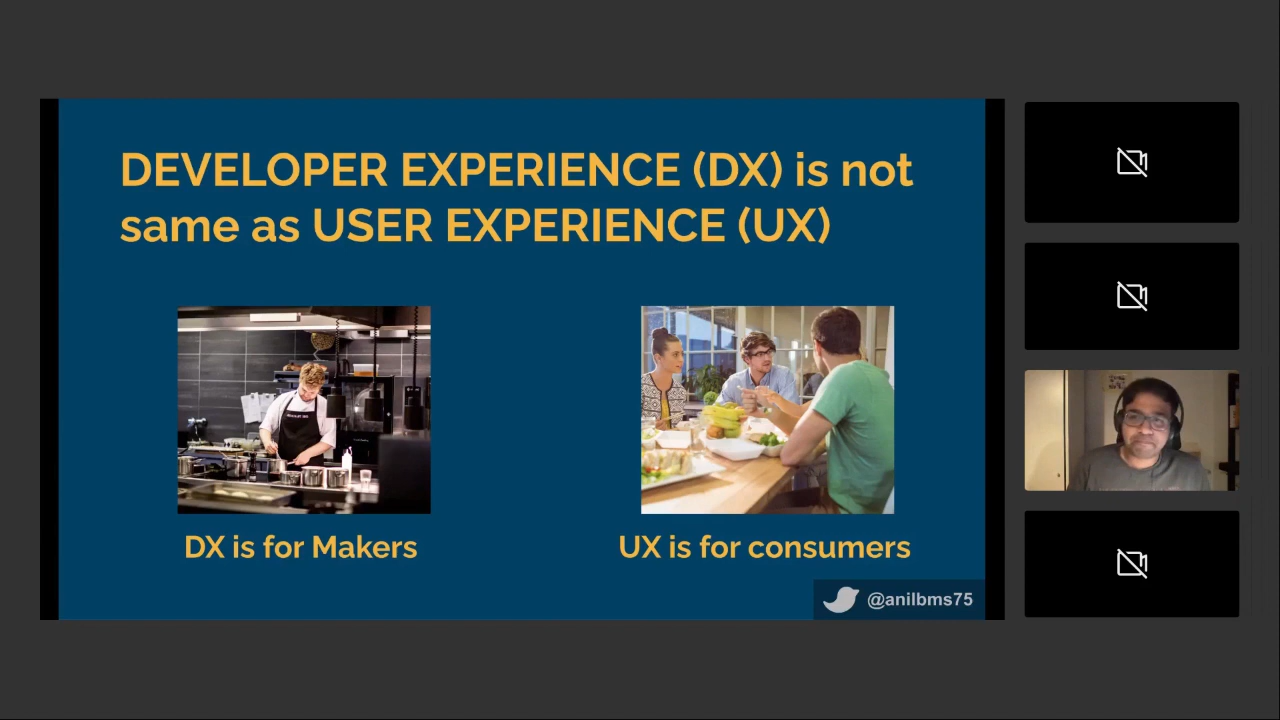 DEVELOPER EXPERIENCE (DX) is not
same as USER EXPERIENCE (UX)
DX is for Makers
UX is for consumers
@anilbms75